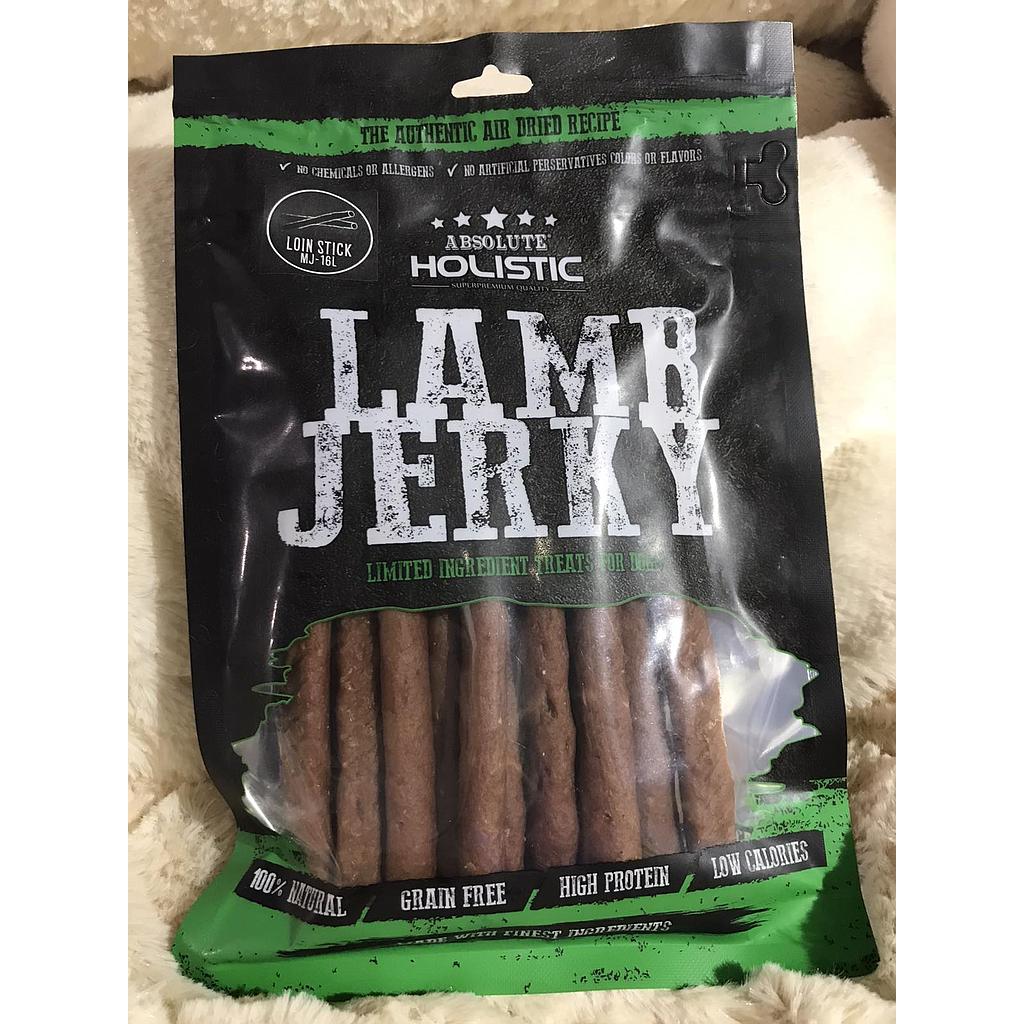 THE AUTHENTIC AIR DRIED RECIPE
✓ NO CHEMICALS OR ALLERGENS ✓ NO ARTIFICIAL PERSERVATIVES COLORS OR FLAVORS
LOIN STICK
MJ-16L
ABSOLUTE
HOLISTIC
SUPERPREMIUM QUALITY
LAMB
JERKY
LIMITED INGREDIENT TREATS FOR DOGS
100% NATURAL / GRAIN FREE / HIGH PROTEIN / LOW CALORIES
MADE WITH FINEST INGREDIENTS